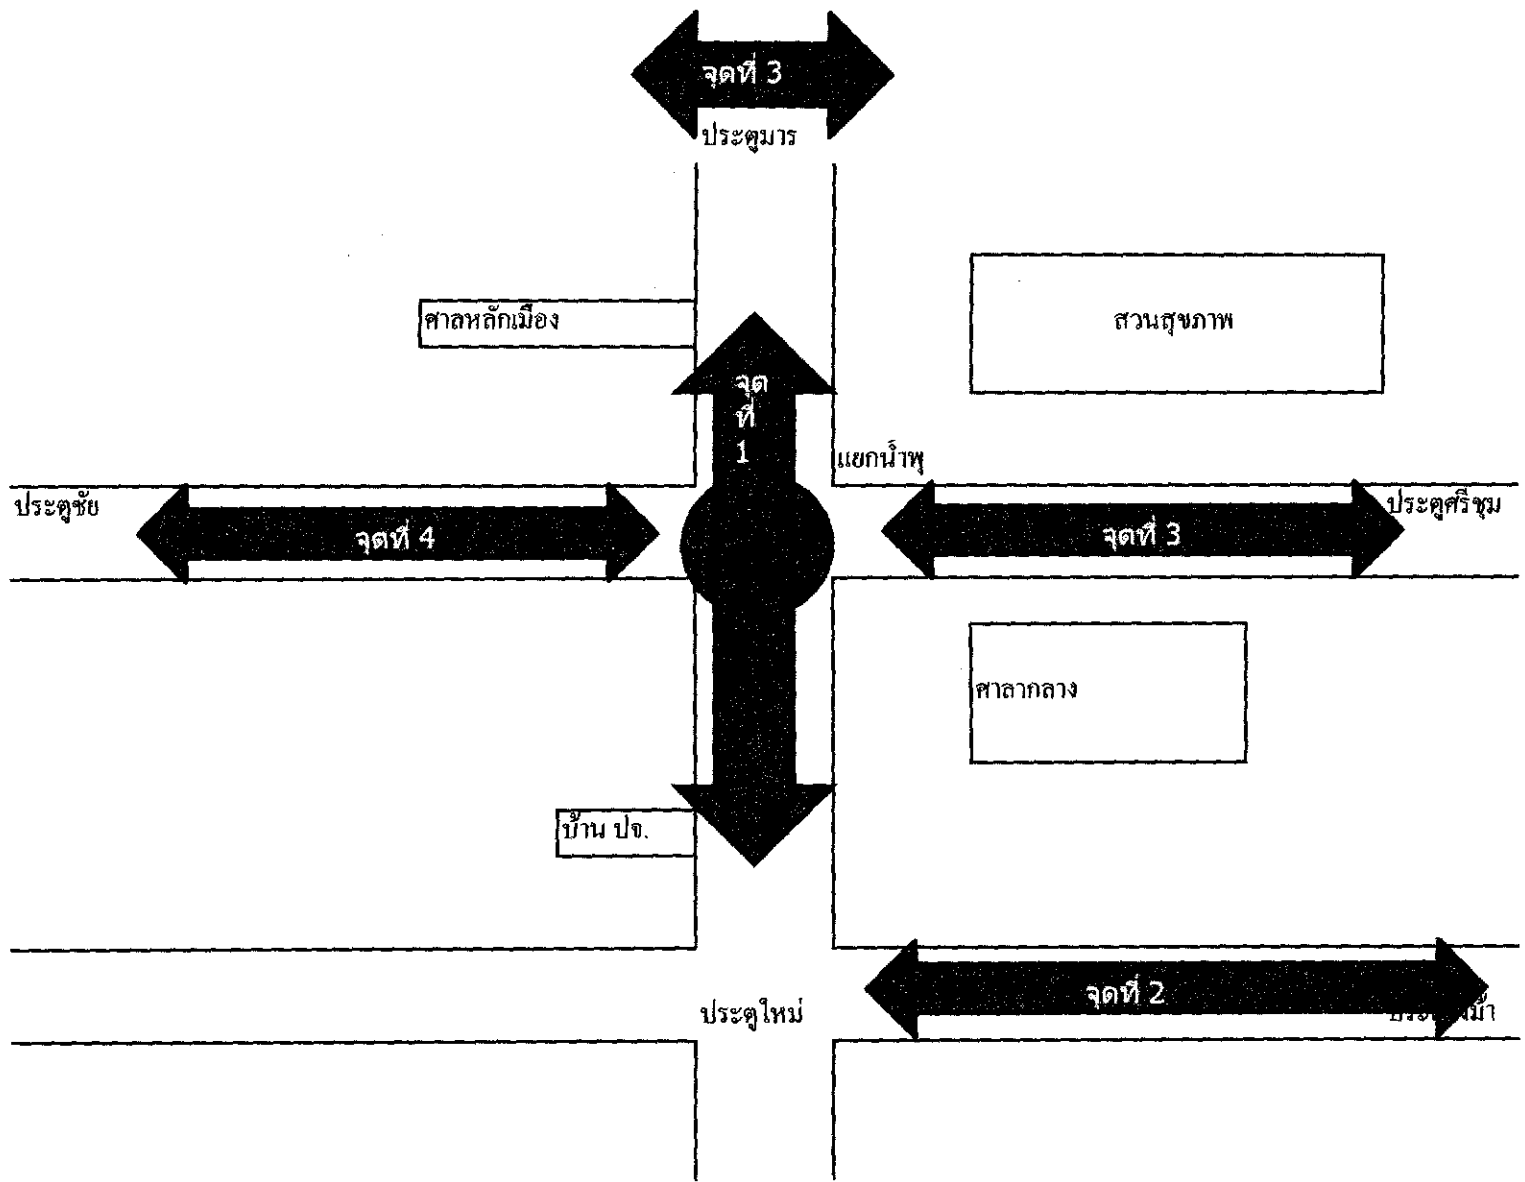 จุดที่ 3
ประตูมาร
ศาลหลักเมือง
สวนสุขภาพ
จุด
ที่
1
แยกน้ำพุ
ประตูชัย
ประตูศรีชุม
จุดที่ 4
จุดที่ 3
ศาลากลาง
บ้าน ปจ.
จุดที่ 2
ประตูใหม่